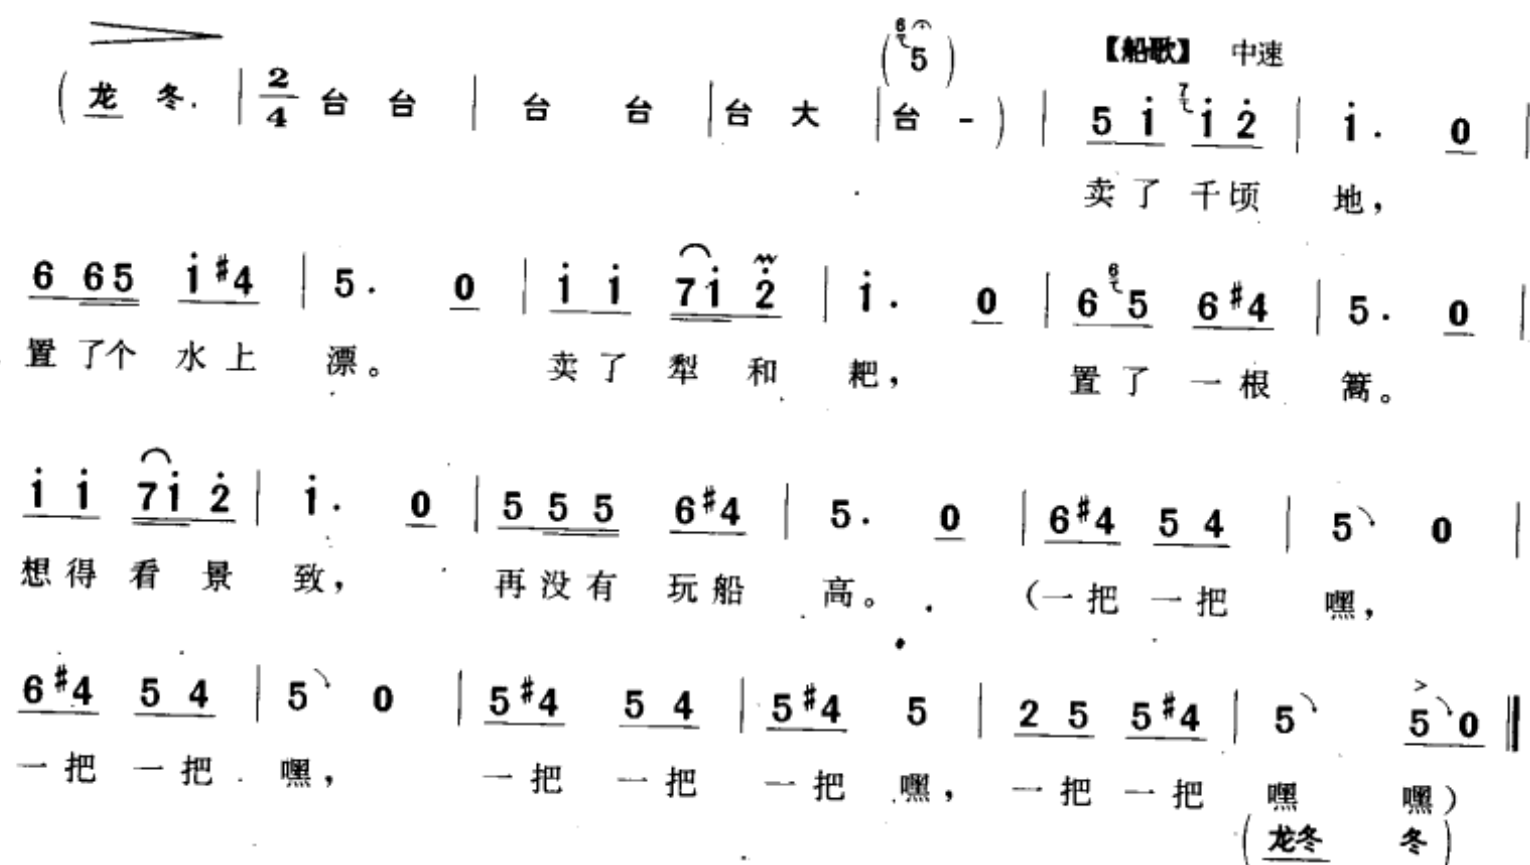 6 5
【船歌】 中速
( 龙 冬. | 2/4 台 台 | 台 台 | 台 大 | 台 - ) | 5 i̇ 7 i̇ 2̇ | i̇ . 0 |
卖了 千顷 地，
6 65 i̇ #4 | 5 . 0 | i̇ i̇ 7i̇ 2̇ | i̇ . 0 | 6 6 5 6 #4 | 5 . 0 |
置 了个 水上 漂。 卖了 犁 和 耙， 置了 一根 篙。
i̇ i̇ 7i̇ 2̇ | i̇ . 0 | 5 5 5 6 #4 | 5 . 0 | 6 #4 5 4 | 5 0 |
想得 看 景 致， 再没有 玩船 高。 （一把 一把 嘿，
6 #4 5 4 | 5 0 | 5 #4 5 4 | 5 #4 5 | 2 5 5 #4 | 5 > 5 0 ‖
一把 一把 嘿， 一把 一把 一把 嘿， 一把 一把 嘿 嘿）
( 龙冬 冬 )